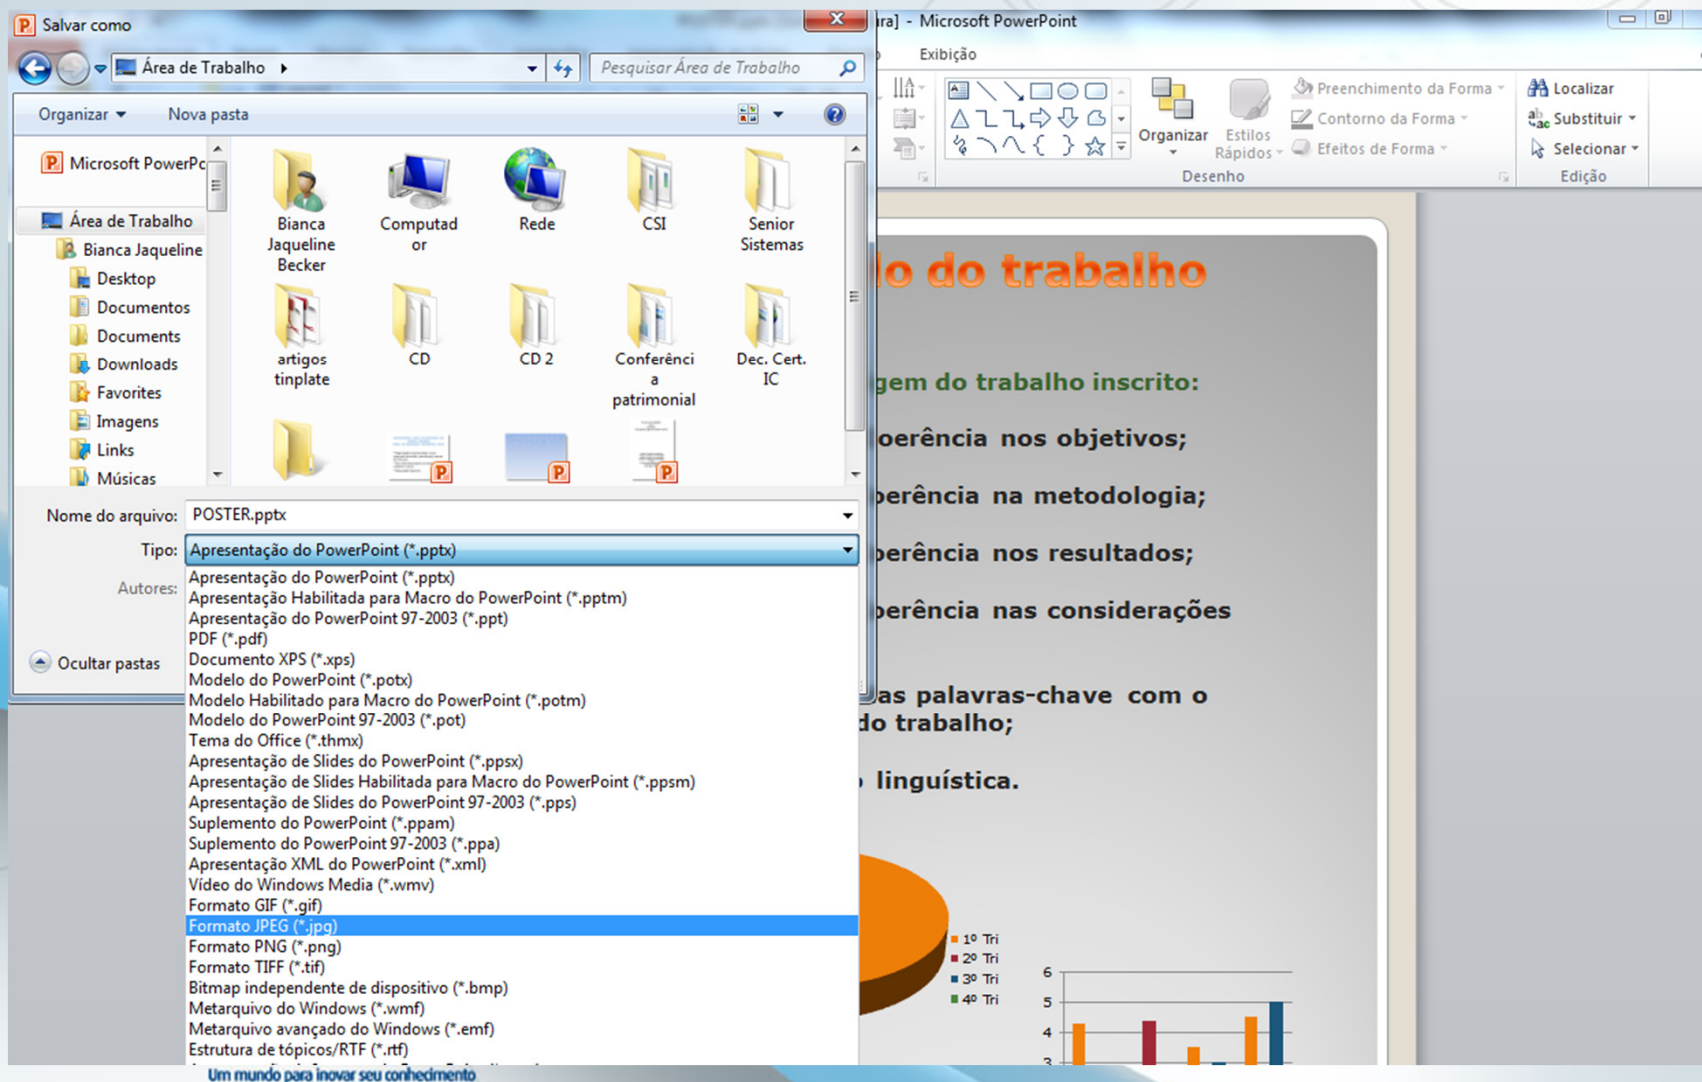 Salvar como
ra] - Microsoft PowerPoint
Área de Trabalho
Pesquisar Área de Trabalho
Exibição
Organizar
Nova pasta
Organizar
Estilos
Rápidos
Preenchimento da Forma
Contorno da Forma
Efeitos de Forma
Desenho
Localizar
Substituir
Selecionar
Edição
Microsoft PowerPc
Área de Trabalho
Bianca Jaqueline
Desktop
Documentos
Documents
Downloads
Favorites
Imagens
Links
Músicas
Bianca
Jaqueline
Becker
Computad
or
Rede
CSI
Senior
Sistemas
artigos
tinplate
CD
CD 2
Conferênci
a
patrimonial
Dec. Cert.
IC
Nome do arquivo: POSTER.pptx
Tipo: Apresentação do PowerPoint (*.pptx)
Autores:
Ocultar pastas
Apresentação do PowerPoint (*.pptx)
Apresentação Habilitada para Macro do PowerPoint (*.pptm)
Apresentação do PowerPoint 97-2003 (*.ppt)
PDF (*.pdf)
Documento XPS (*.xps)
Modelo do PowerPoint (*.potx)
Modelo Habilitado para Macro do PowerPoint (*.potm)
Modelo do PowerPoint 97-2003 (*.pot)
Tema do Office (*.thmx)
Apresentação de Slides do PowerPoint (*.ppsx)
Apresentação de Slides Habilitada para Macro do PowerPoint (*.ppsm)
Apresentação de Slides do PowerPoint 97-2003 (*.pps)
Suplemento do PowerPoint (*.ppam)
Suplemento do PowerPoint 97-2003 (*.ppa)
Apresentação XML do PowerPoint (*.xml)
Vídeo do Windows Media (*.wmv)
Formato GIF (*.gif)
Formato JPEG (*.jpg)
Formato PNG (*.png)
Formato TIFF (*.tif)
Bitmap independente de dispositivo (*.bmp)
Metarquivo do Windows (*.wmf)
Metarquivo avançado do Windows (*.emf)
Estrutura de tópicos/RTF (*.rtf)
lo do trabalho
gem do trabalho inscrito:
oerência nos objetivos;
oerência na metodologia;
oerência nos resultados;
oerência nas considerações
as palavras-chave com o
do trabalho;
linguística.
1º Tri
2º Tri
3º Tri
4º Tri
6
5
4
3
Um mundo para inovar seu conhecimento